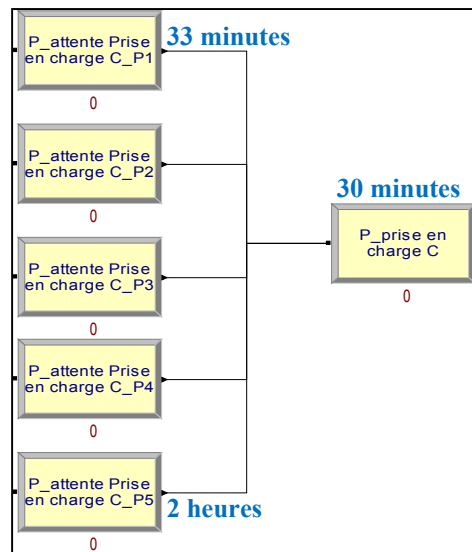 P_attente Prise
en charge C_P1
33 minutes
0
P_attente Prise
en charge C_P2
0
30 minutes
P_prise en
charge C
0
P_attente Prise
en charge C_P3
0
P_attente Prise
en charge C_P4
0
P_attente Prise
en charge C_P5
2 heures
0